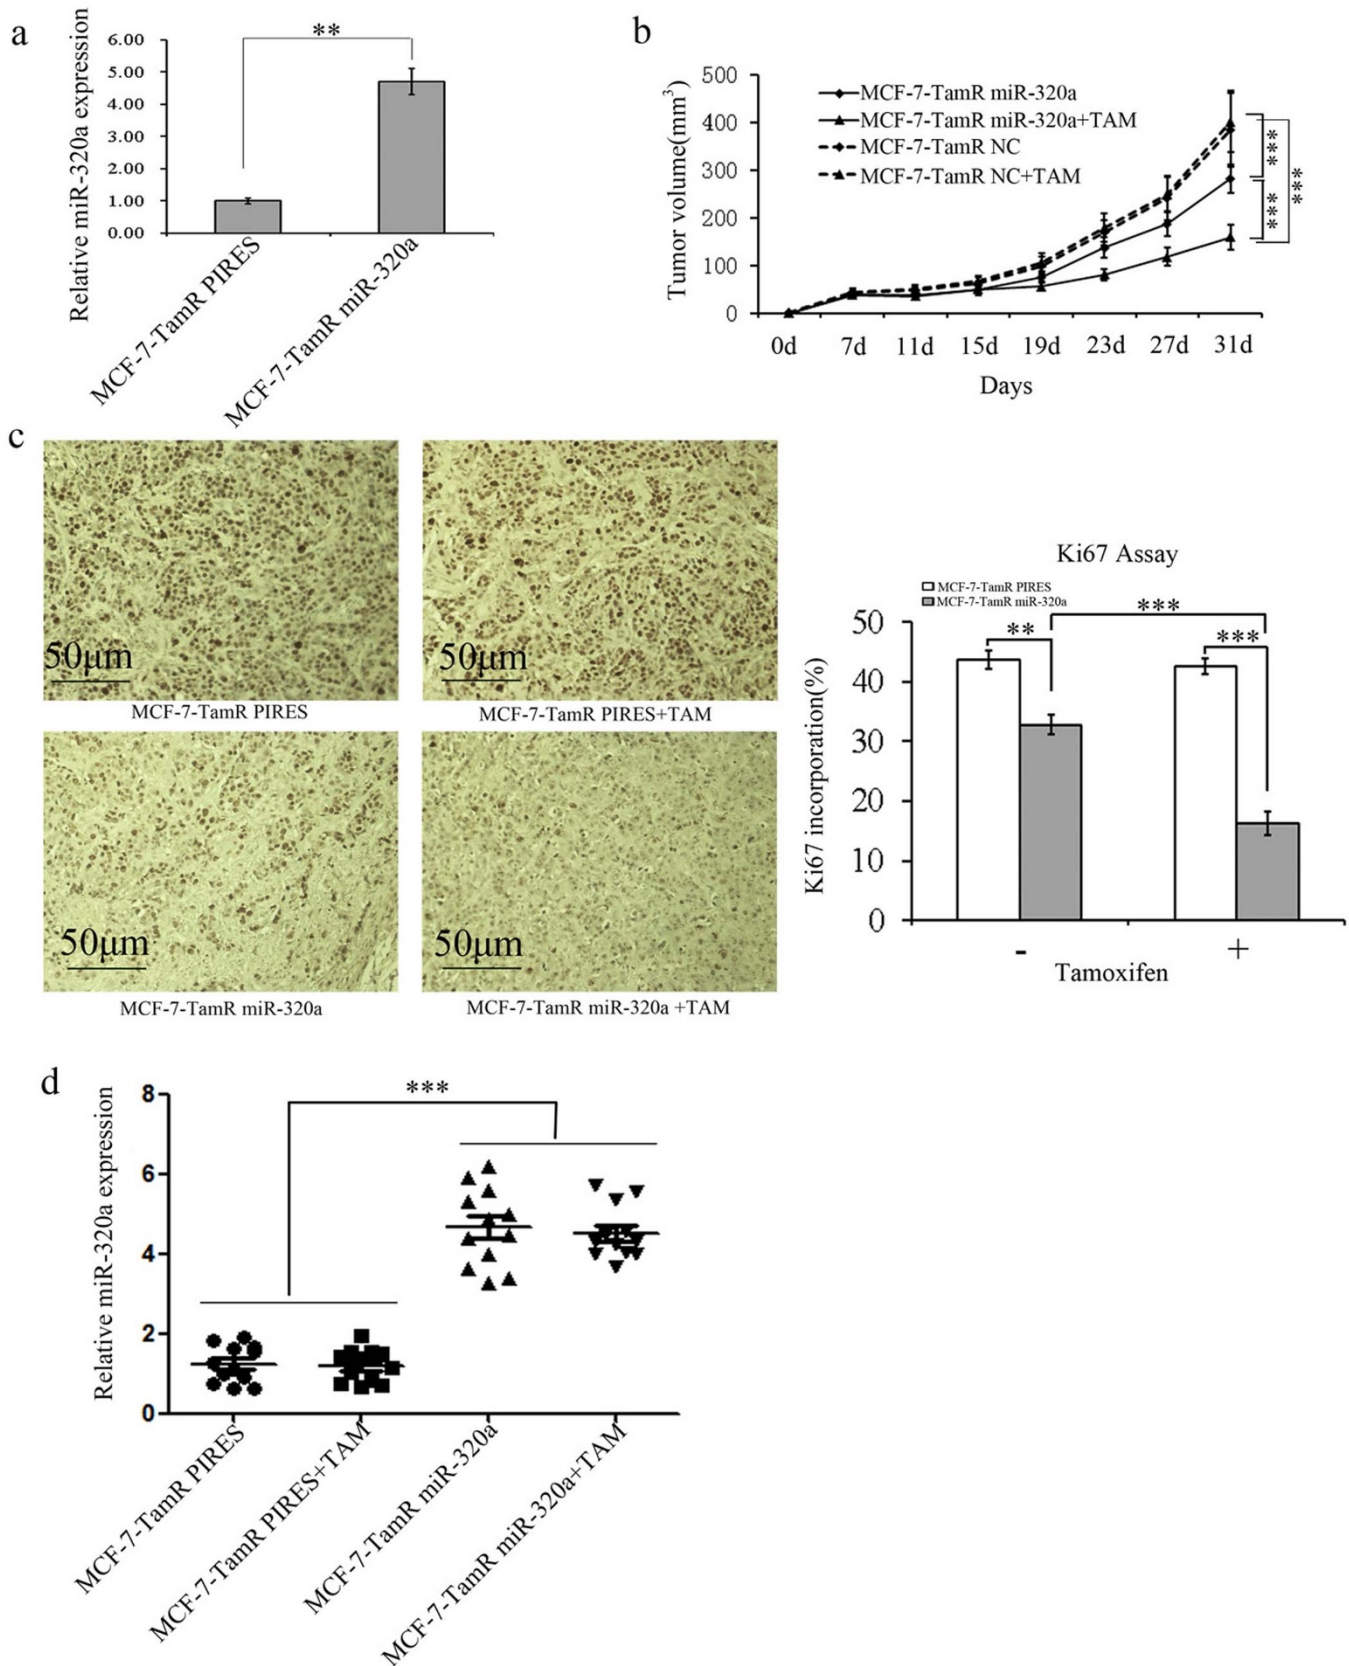 a
Relative miR-320a expression
6.00
5.00
4.00
3.00
2.00
1.00
0.00
**
MCF-7-TamR PIRES
MCF-7-TamR miR-320a
b
Tumor volume(mm³)
500
400
300
200
100
0
MCF-7-TamR miR-320a
MCF-7-TamR miR-320a+TAM
MCF-7-TamR NC
MCF-7-TamR NC+TAM
***
***
***
0d 7d 11d 15d 19d 23d 27d 31d
Days
c
50μm
MCF-7-TamR PIRES
50μm
MCF-7-TamR PIRES+TAM
50μm
MCF-7-TamR miR-320a
50μm
MCF-7-TamR miR-320a +TAM
Ki67 Assay
MCF-7-TamR PIRES
MCF-7-TamR miR-320a
Ki67 incorporation(%)
50
40
30
20
10
0
**
***
***
- +
Tamoxifen
d
Relative miR-320a expression
8
6
4
2
0
***
MCF-7-TamR PIRES
MCF-7-TamR PIRES+TAM
MCF-7-TamR miR-320a
MCF-7-TamR miR-320a+TAM